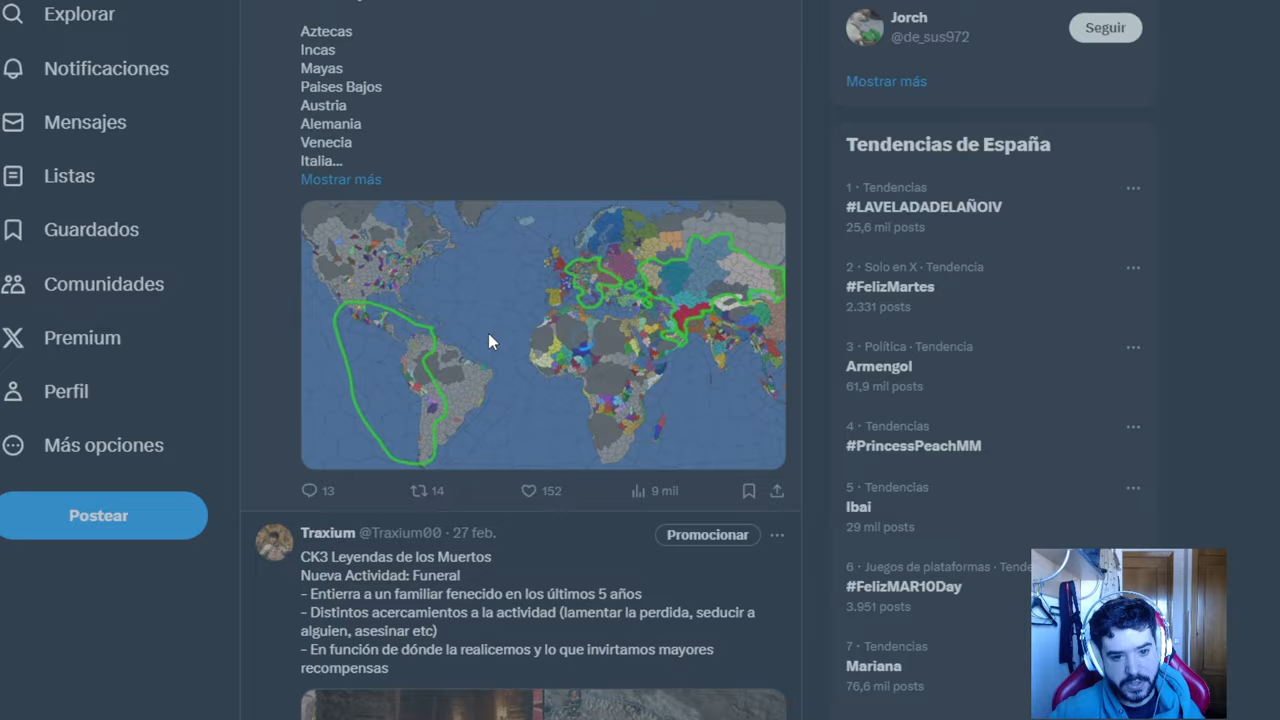 Explorar
Notificaciones
Mensajes
Listas
Guardados
Comunidades
Premium
Perfil
Más opciones
Postear
Aztecas
Incas
Mayas
Paises Bajos
Austria
Alemania
Venecia
Italia...
Mostrar más
13
14
152
9 mil
Traxium @Traxium00 · 27 feb.
Promocionar
CK3 Leyendas de los Muertos
Nueva Actividad: Funeral
- Entierra a un familiar fenecido en los últimos 5 años
- Distintos acercamientos a la actividad (lamentar la perdida, seducir a
alguien, asesinar etc)
- En función de dónde la realicemos y lo que invirtamos mayores
recompensas
Jorch
@de_sus972
Seguir
Mostrar más
Tendencias de España
1 · Tendencias
#LAVELADADELAÑOIV
25,6 mil posts
2 · Solo en X · Tendencia
#FelizMartes
2.331 posts
3 · Política · Tendencia
Armengol
61,9 mil posts
4 · Tendencias
#PrincessPeachMM
5 · Tendencias
Ibai
29 mil posts
6 · Juegos de plataformas · Tende
#FelizMAR10Day
3.951 posts
7 · Tendencias
Mariana
76,6 mil posts